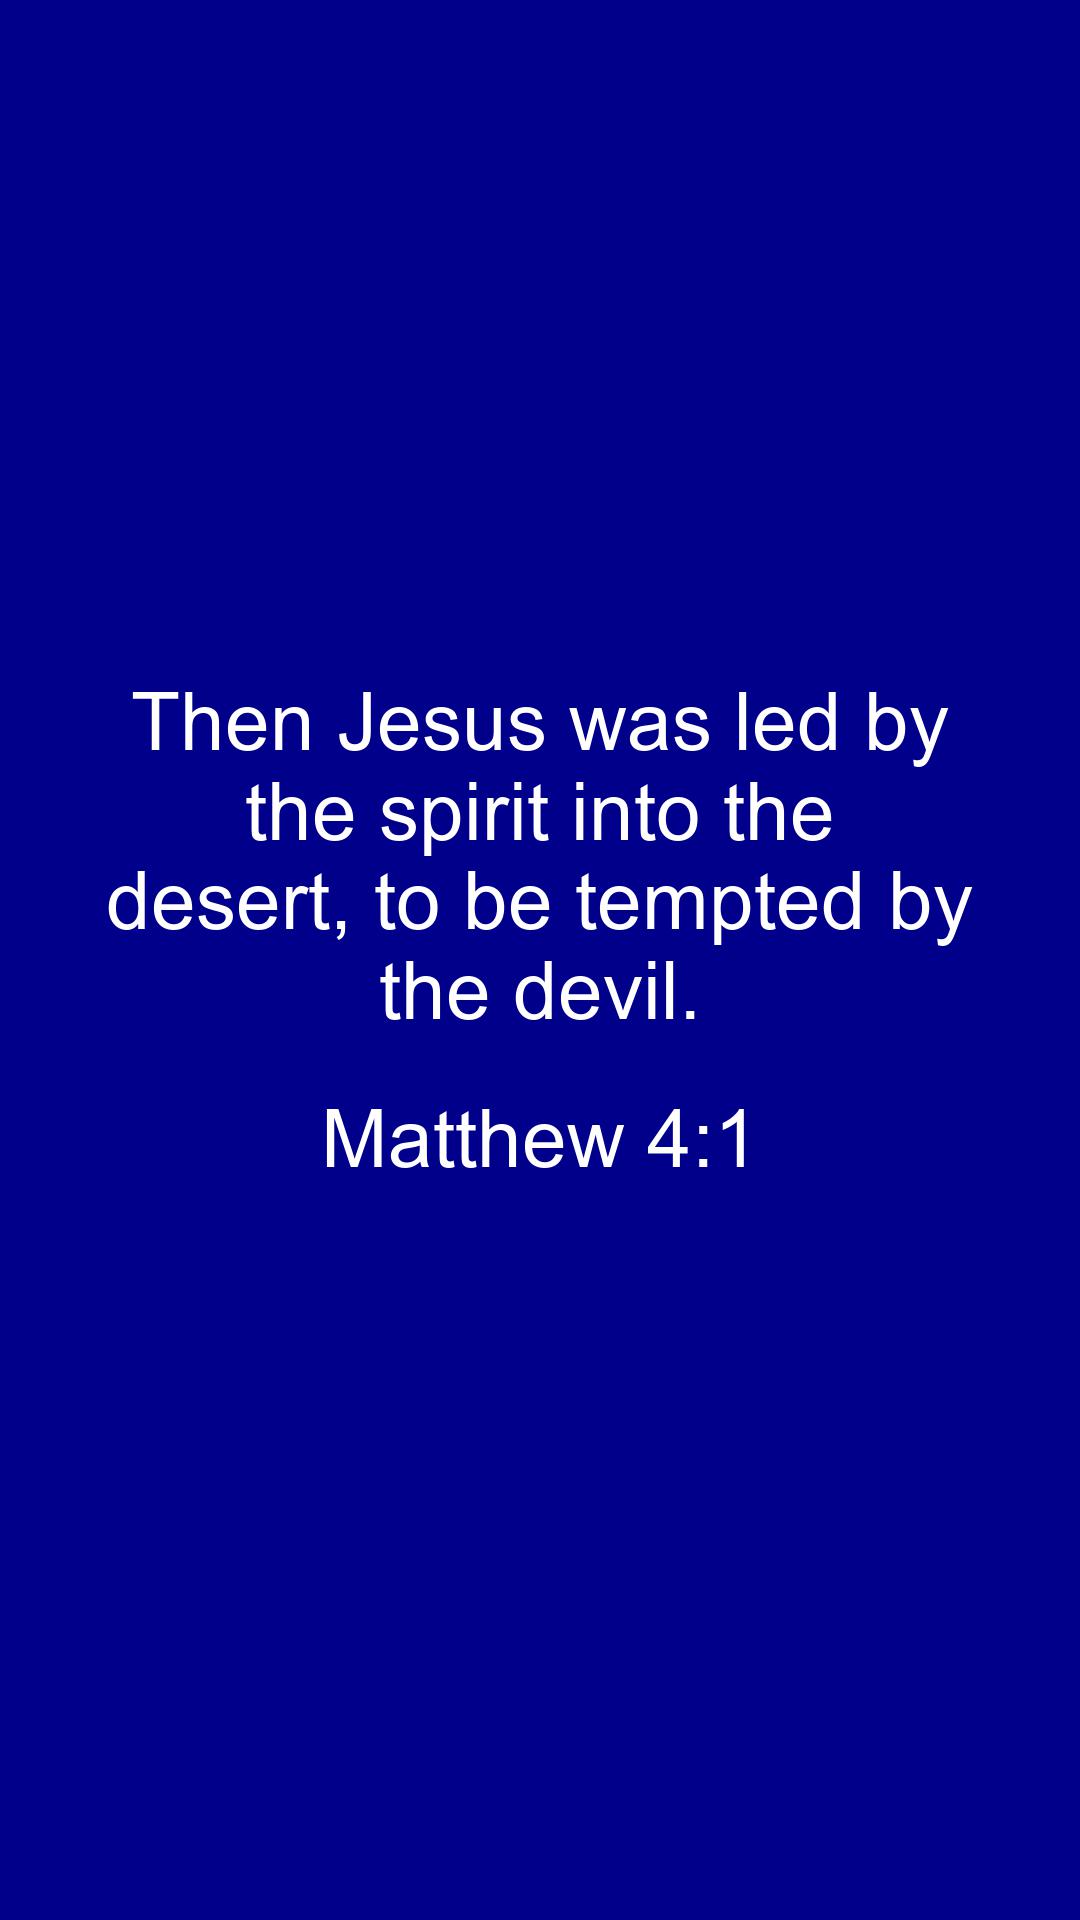 Then Jesus was led by
the spirit into the
desert, to be tempted by
the devil.
Matthew 4:1